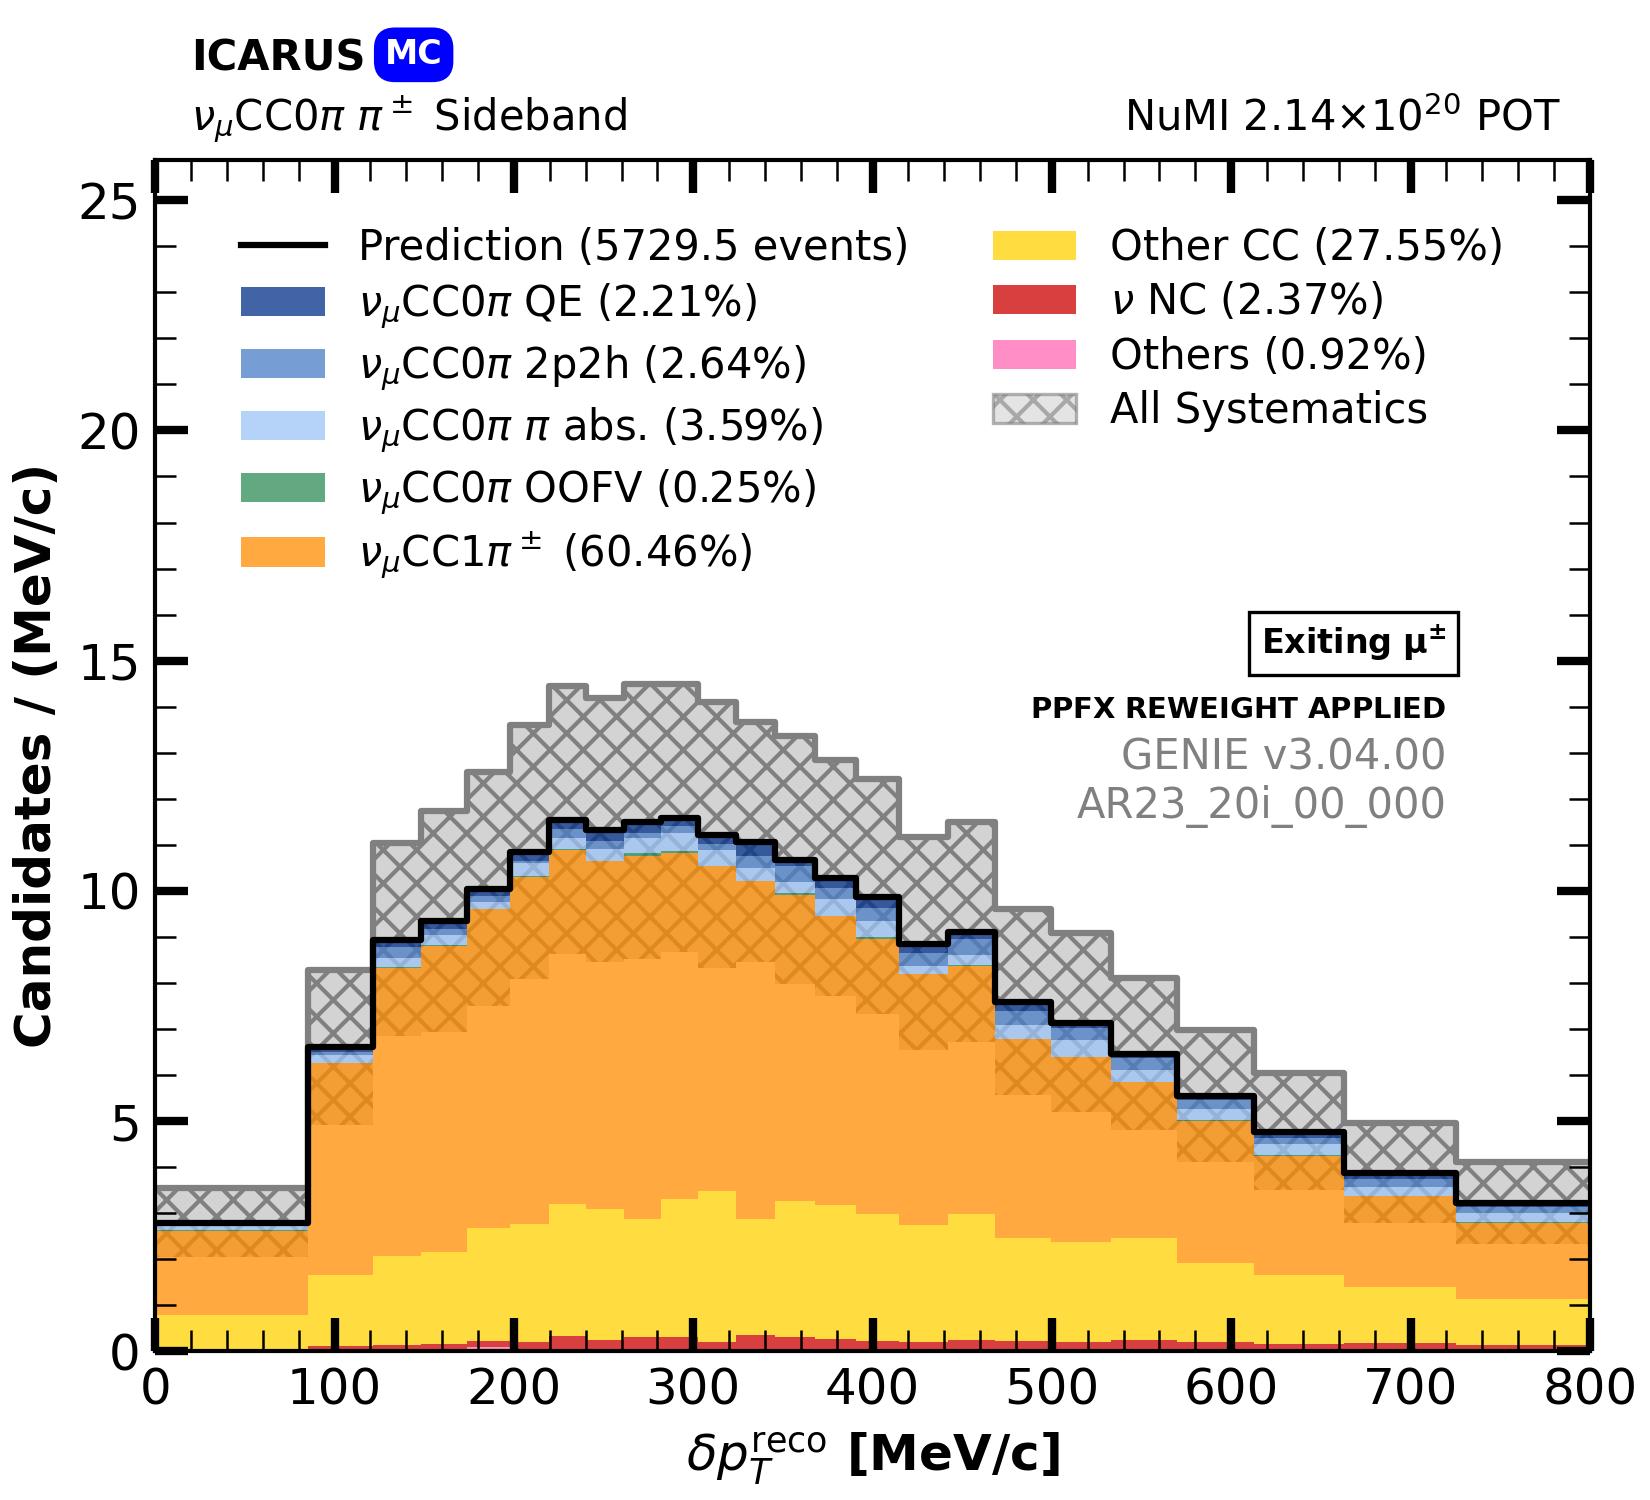 ICARUS MC
νμCC0π π± Sideband
NuMI 2.14×10²⁰ POT
25
20
15
10
5
0
Candidates / (MeV/c)
Prediction (5729.5 events)
νμCC0π QE (2.21%)
νμCC0π 2p2h (2.64%)
νμCC0π π abs. (3.59%)
νμCC0π OOFV (0.25%)
νμCC1π± (60.46%)
Other CC (27.55%)
ν NC (2.37%)
Others (0.92%)
All Systematics
Exiting μ±
PPFX REWEIGHT APPLIED
GENIE v3.04.00
AR23_20i_00_000
0 100 200 300 400 500 600 700 800
δp_T^reco [MeV/c]